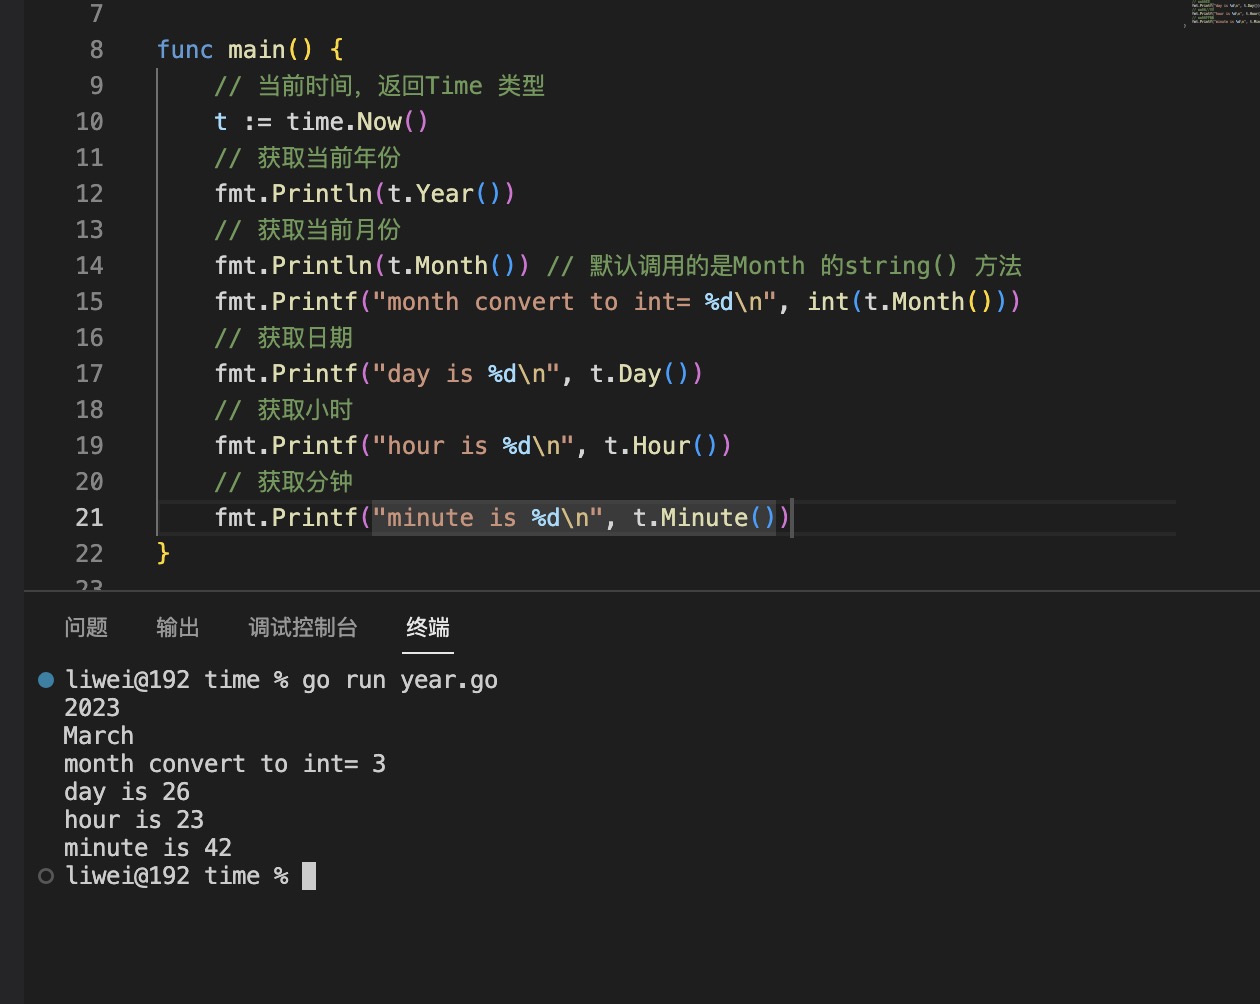 7
8 func main() {
9 // 当前时间，返回Time 类型
10 t := time.Now()
11 // 获取当前年份
12 fmt.Println(t.Year())
13 // 获取当前月份
14 fmt.Println(t.Month()) // 默认调用的是Month 的string() 方法
15 fmt.Printf("month convert to int= %d\n", int(t.Month()))
16 // 获取日期
17 fmt.Printf("day is %d\n", t.Day())
18 // 获取小时
19 fmt.Printf("hour is %d\n", t.Hour())
20 // 获取分钟
21 fmt.Printf("minute is %d\n", t.Minute())
22 }
23
问题 输出 调试控制台 终端
liwei@192 time % go run year.go
2023
March
month convert to int= 3
day is 26
hour is 23
minute is 42
liwei@192 time %